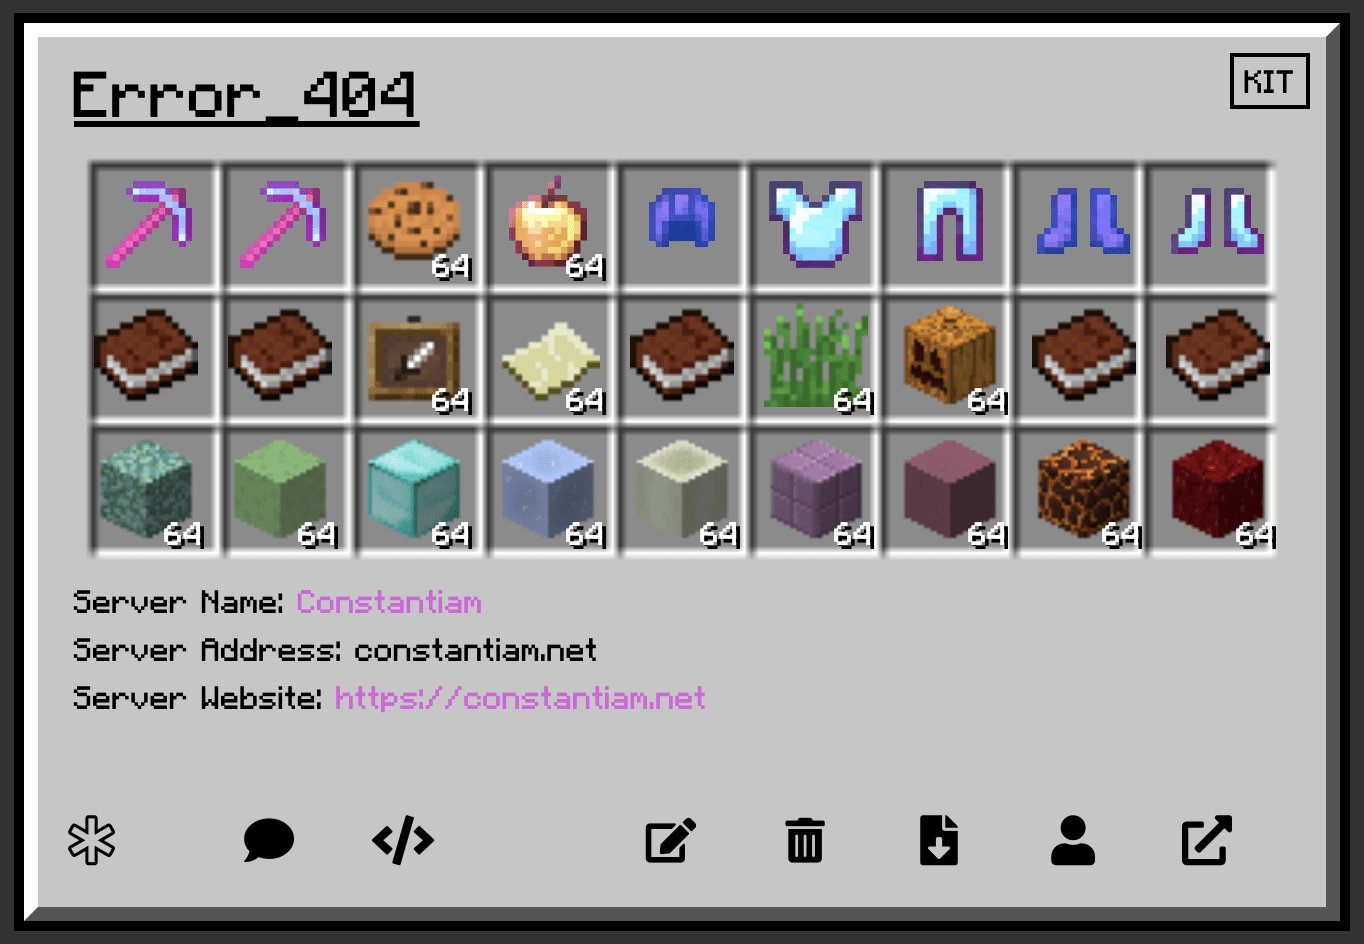 Error_404
KIT
64 64
64 64 64 64
64 64 64 64 64 64 64 64 64
Server Name: Constantiam
Server Address: constantiam.net
Server Website: https://constantiam.net